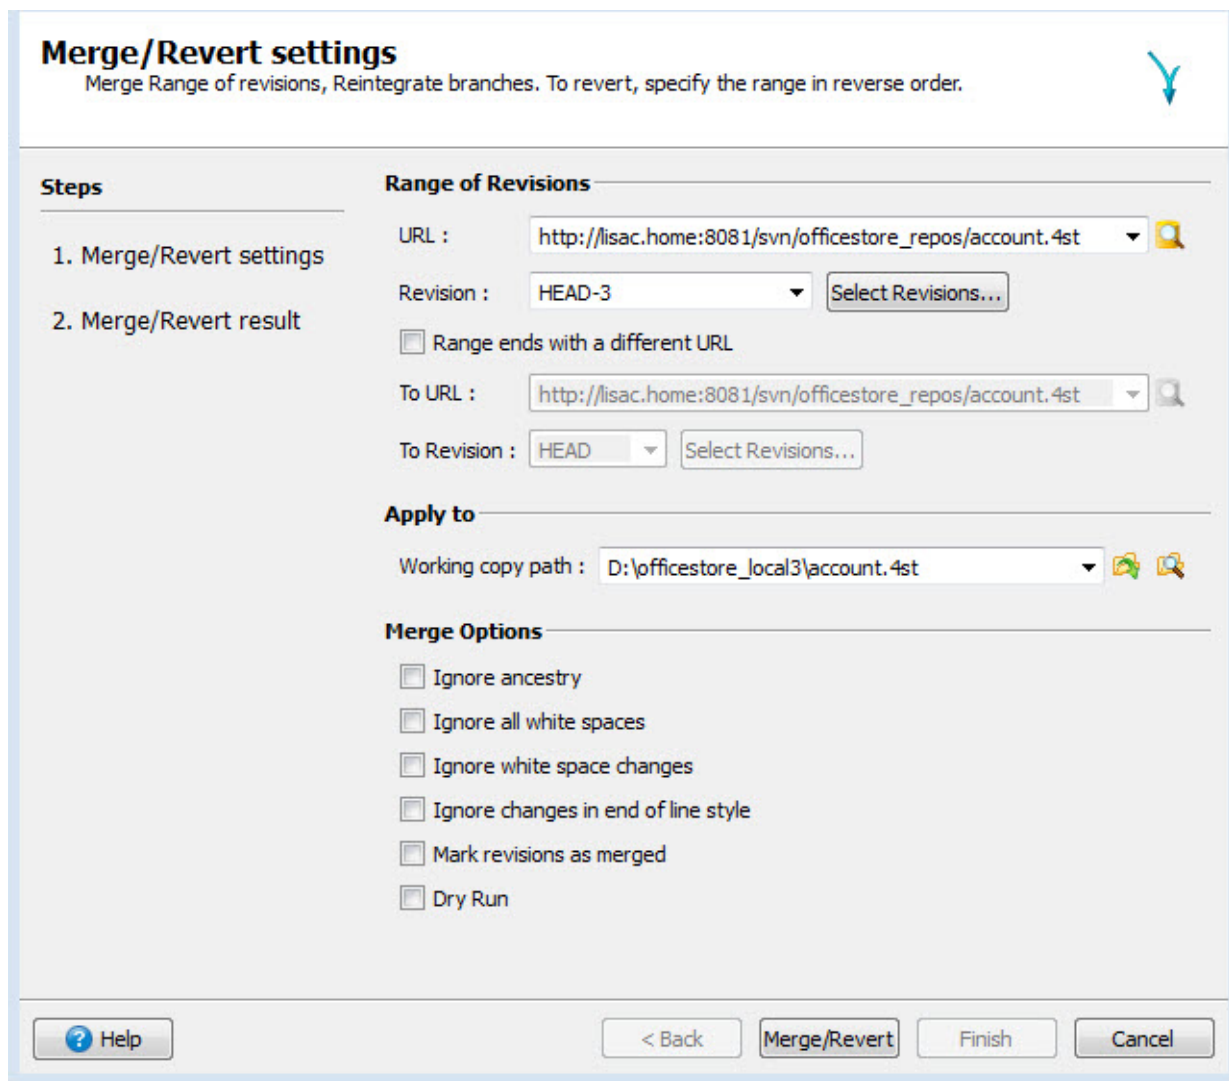 Merge/Revert settings
Merge Range of revisions, Reintegrate branches. To revert, specify the range in reverse order.
Steps
1. Merge/Revert settings
2. Merge/Revert result
Range of Revisions
URL : http://lisac.home:8081/svn/officestore_repos/account.4st
Revision : HEAD-3 Select Revisions...
Range ends with a different URL
To URL : http://lisac.home:8081/svn/officestore_repos/account.4st
To Revision : HEAD Select Revisions...
Apply to
Working copy path : D:\officestore_local3\account.4st
Merge Options
Ignore ancestry
Ignore all white spaces
Ignore white space changes
Ignore changes in end of line style
Mark revisions as merged
Dry Run
Help < Back Merge/Revert Finish Cancel